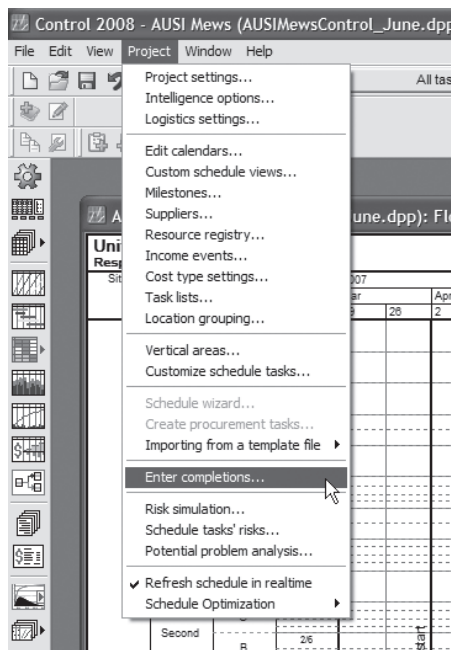 Control 2008 - AUSI Mews (AUSIMewsControl_June.dpp
File Edit View Project Window Help
All tas
Project settings...
Intelligence options...
Logistics settings...
Edit calendars...
Custom schedule views...
Milestones...
Suppliers...
Resource registry...
Income events...
Cost type settings...
Task lists...
Location grouping...
Vertical areas...
Customize schedule tasks...
Schedule wizard...
Create procurement tasks...
Importing from a template file
Enter completions...
Risk simulation...
Schedule tasks' risks...
Potential problem analysis...
Refresh schedule in realtime
Schedule Optimization
A
une.dpp): Fl
Uni
Resp
Sit
007
ar
Apr
26
2
Second
B
2/6
start